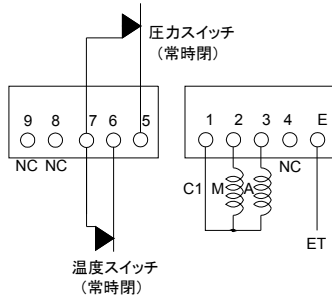 圧力スイッチ
（常時閉）
9 8 7 6 5
NC NC
1 2 3 4 E
NC
C1 M A
ET
温度スイッチ
（常時閉）